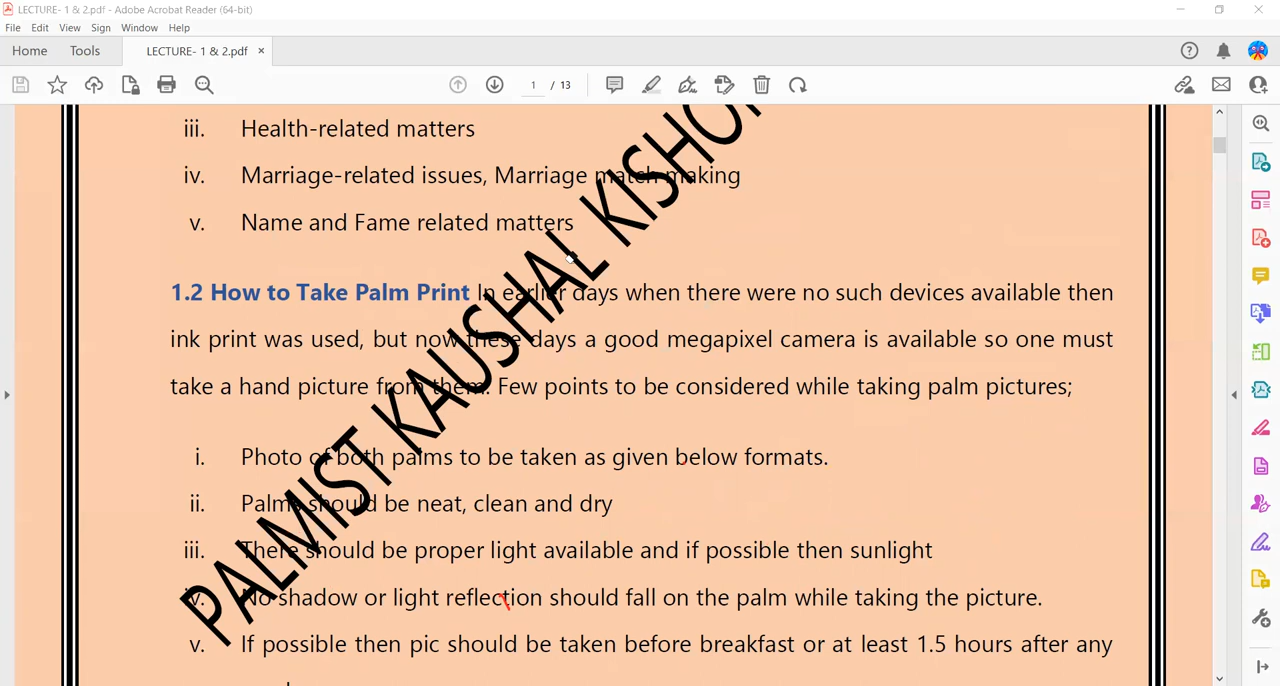 LECTURE- 1 & 2.pdf - Adobe Acrobat Reader (64-bit)
File Edit View Sign Window Help
Home Tools LECTURE- 1 & 2.pdf ×
1 / 13
iii. Health-related matters
iv. Marriage-related issues, Marriage match making
v. Name and Fame related matters
1.2 How to Take Palm Print In earlier days when there were no such devices available then
ink print was used, but now these days a good megapixel camera is available so one must
take a hand picture from them. Few points to be considered while taking palm pictures;
i. Photo of both palms to be taken as given below formats.
ii. Palms should be neat, clean and dry
iii. There should be proper light available and if possible then sunlight
iv. No shadow or light reflection should fall on the palm while taking the picture.
v. If possible then pic should be taken before breakfast or at least 1.5 hours after any
PALMIST KAUSHAL KISHOR